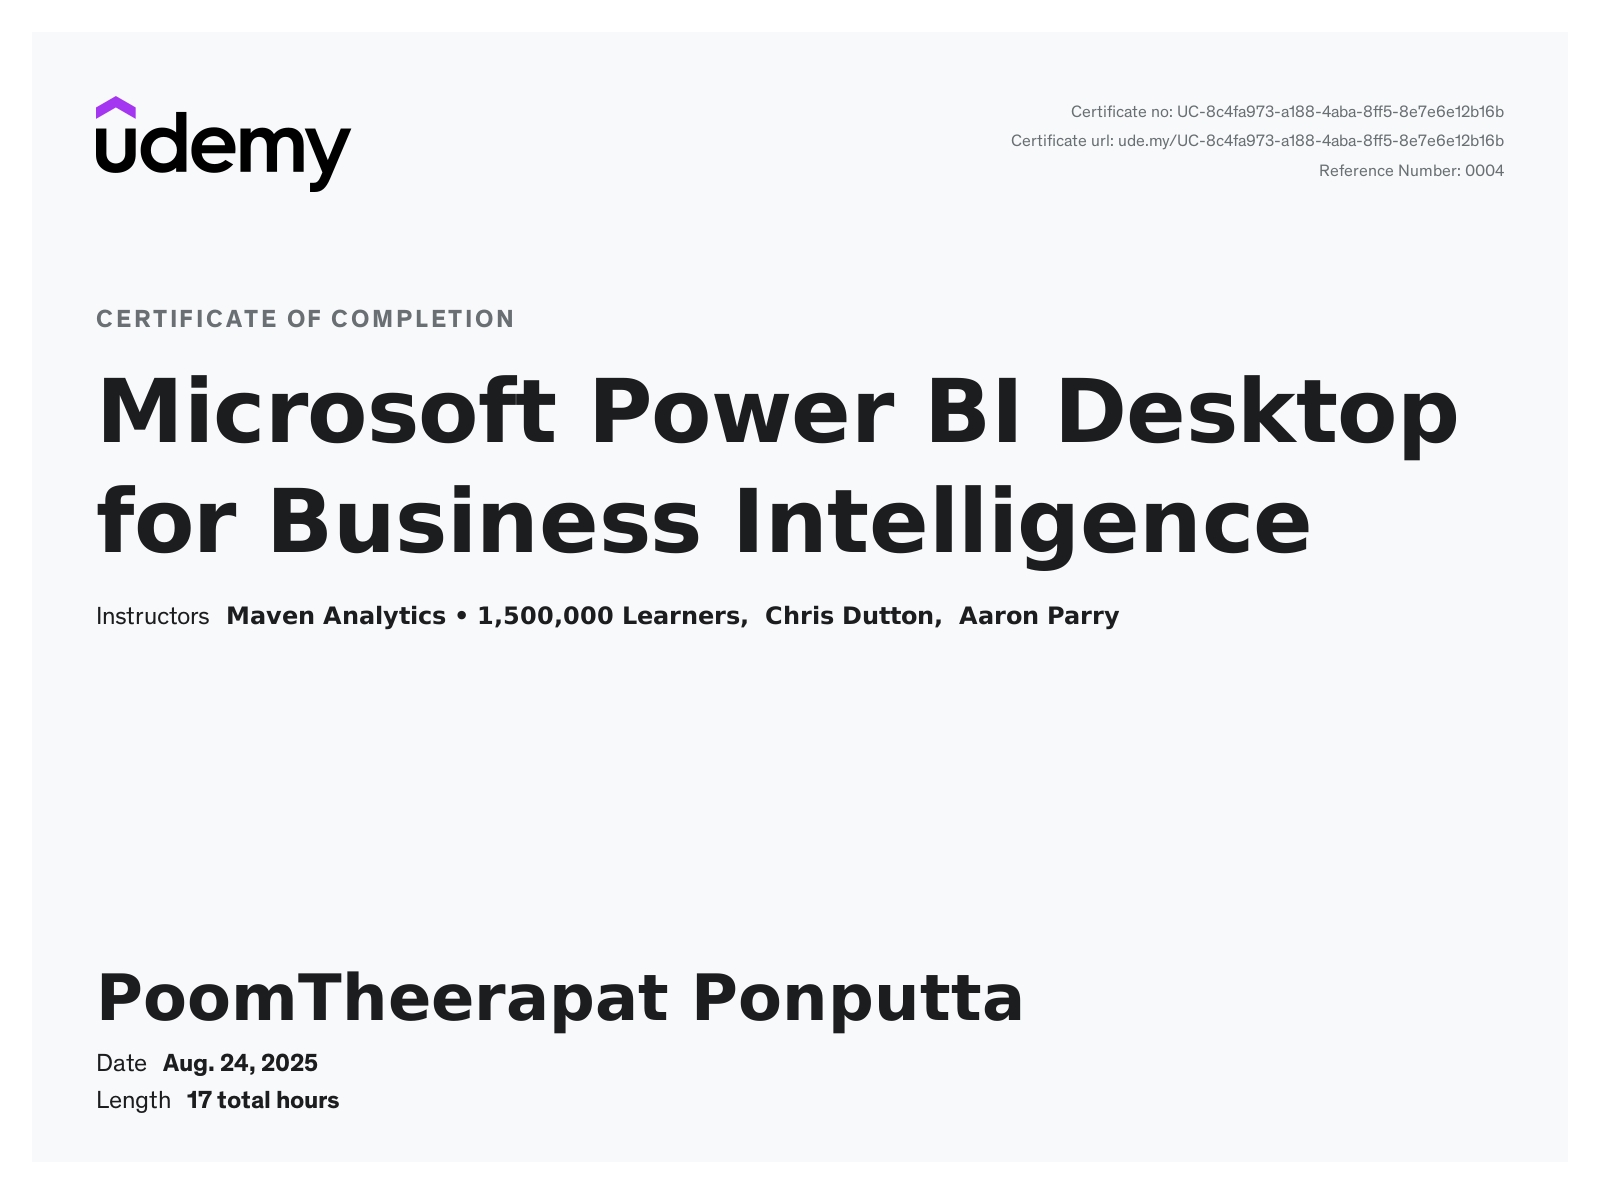 udemy
Certificate no: UC-8c4fa973-a188-4aba-8ff5-8e7e6e12b16b
Certificate url: ude.my/UC-8c4fa973-a188-4aba-8ff5-8e7e6e12b16b
Reference Number: 0004
CERTIFICATE OF COMPLETION
Microsoft Power BI Desktop
for Business Intelligence
Instructors Maven Analytics • 1,500,000 Learners, Chris Dutton, Aaron Parry
PoomTheerapat Ponputta
Date Aug. 24, 2025
Length 17 total hours